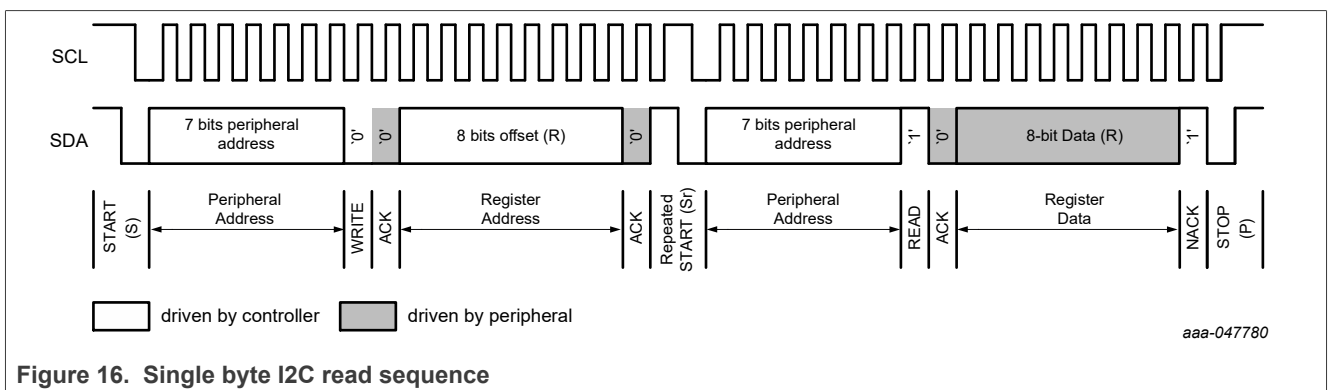 SCL
SDA
7 bits peripheral
address
'0'
'0'
8 bits offset (R)
'0'
7 bits peripheral
address
'1'
'0'
8-bit Data (R)
'1'
START
(S)
Peripheral
Address
WRITE
ACK
Register
Address
ACK
Repeated
START (Sr)
Peripheral
Address
READ
ACK
Register
Data
NACK
STOP
(P)
driven by controller
driven by peripheral
aaa-047780
Figure 16. Single byte I2C read sequence